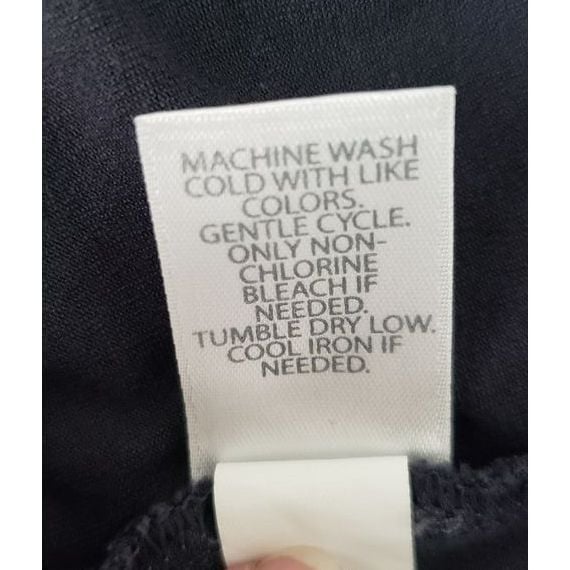 MACHINE WASH
COLD WITH LIKE
COLORS.
GENTLE CYCLE.
ONLY NON-
CHLORINE
BLEACH IF
NEEDED.
TUMBLE DRY LOW.
COOL IRON IF
NEEDED.